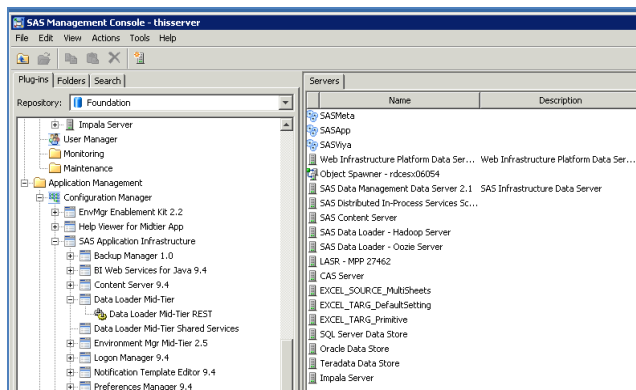 SAS Management Console - thisserver
File Edit View Actions Tools Help
Plug-ins Folders Search
Repository: Foundation
Impala Server
User Manager
Monitoring
Maintenance
Application Management
Configuration Manager
EnvMgr Enablement Kit 2.2
Help Viewer for Midtier App
SAS Application Infrastructure
Backup Manager 1.0
BI Web Services for Java 9.4
Content Server 9.4
Data Loader Mid-Tier
Data Loader Mid-Tier REST
Data Loader Mid-Tier Shared Services
Environment Mgr Mid-Tier 2.5
Logon Manager 9.4
Notification Template Editor 9.4
Preferences Manager 9.4
Servers
Name Description
SASMeta
SASApp
SASViya
Web Infrastructure Platform Data Ser... Web Infrastructure Platform Data Ser...
Object Spawner - rdcesx06054
SAS Data Management Data Server 2.1 SAS Infrastructure Data Server
SAS Distributed In-Process Services Sc...
SAS Content Server
SAS Data Loader - Hadoop Server
SAS Data Loader - Oozie Server
LASR - MPP 27462
CAS Server
EXCEL_SOURCE_MultiSheets
EXCEL_TARG_DefaultSetting
EXCEL_TARG_Primitive
SQL Server Data Store
Oracle Data Store
Teradata Data Store
Impala Server